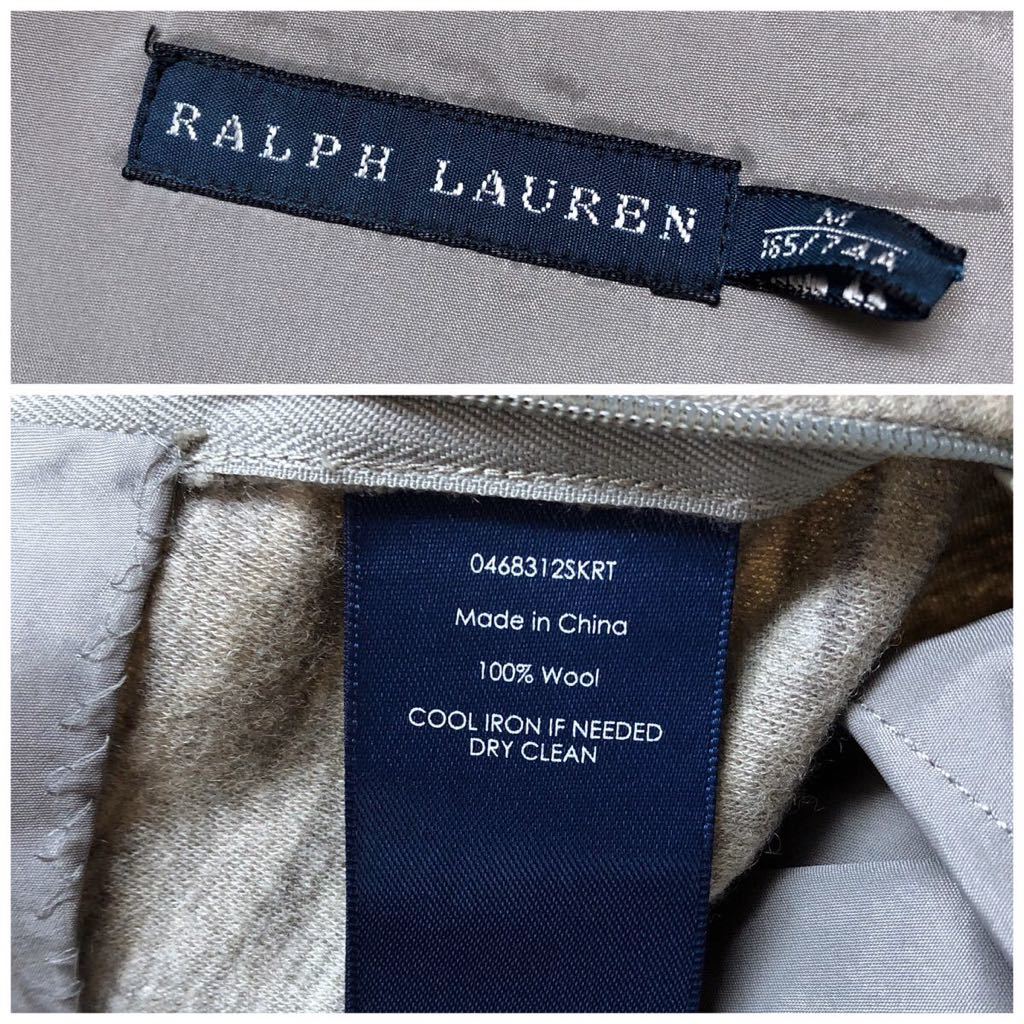 RALPH LAUREN
M
165/74A
0468312SKRT
Made in China
100% Wool
COOL IRON IF NEEDED
DRY CLEAN